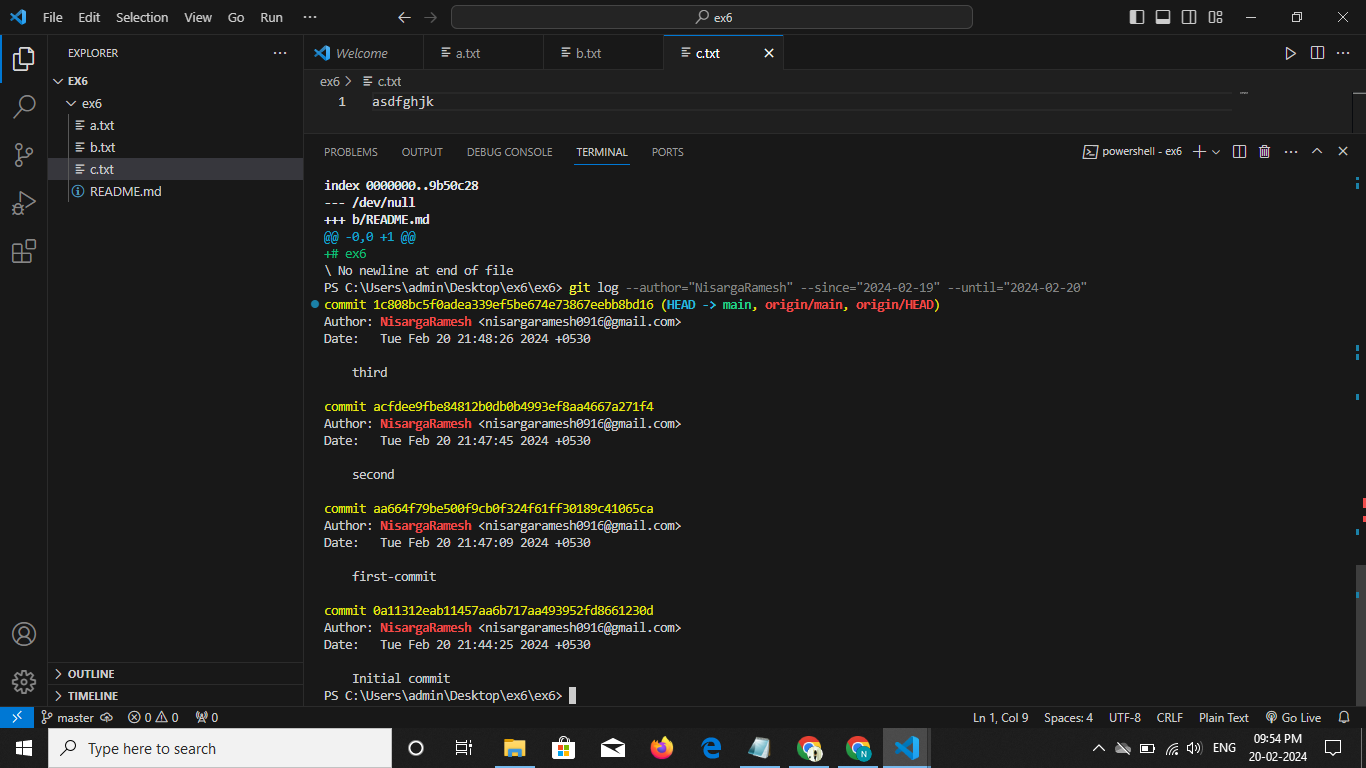 File Edit Selection View Go Run ··· ex6
EXPLORER ···
EX6
ex6
a.txt
b.txt
c.txt
README.md
OUTLINE
TIMELINE
Welcome a.txt b.txt c.txt
ex6 > c.txt
1 asdfghjk
PROBLEMS OUTPUT DEBUG CONSOLE TERMINAL PORTS powershell - ex6
index 0000000..9b50c28
--- /dev/null
+++ b/README.md
@@ -0,0 +1 @@
+# ex6
\ No newline at end of file
PS C:\Users\admin\Desktop\ex6\ex6> git log --author="NisargaRamesh" --since="2024-02-19" --until="2024-02-20"
commit 1c808bc5f0adea339ef5be674e73867eebb8bd16 (HEAD -> main, origin/main, origin/HEAD)
Author: NisargaRamesh <nisargaramesh0916@gmail.com>
Date:   Tue Feb 20 21:48:26 2024 +0530
third
commit acfdee9fbe84812b0db0b4993ef8aa4667a271f4
Author: NisargaRamesh <nisargaramesh0916@gmail.com>
Date:   Tue Feb 20 21:47:45 2024 +0530
second
commit aa664f79be500f9cb0f324f61ff30189c41065ca
Author: NisargaRamesh <nisargaramesh0916@gmail.com>
Date:   Tue Feb 20 21:47:09 2024 +0530
first-commit
commit 0a11312eab11457aa6b717aa493952fd8661230d
Author: NisargaRamesh <nisargaramesh0916@gmail.com>
Date:   Tue Feb 20 21:44:25 2024 +0530
Initial commit
PS C:\Users\admin\Desktop\ex6\ex6>
master 0 0 0 Ln 1, Col 9 Spaces: 4 UTF-8 CRLF Plain Text Go Live
Type here to search ENG 09:54 PM
20-02-2024